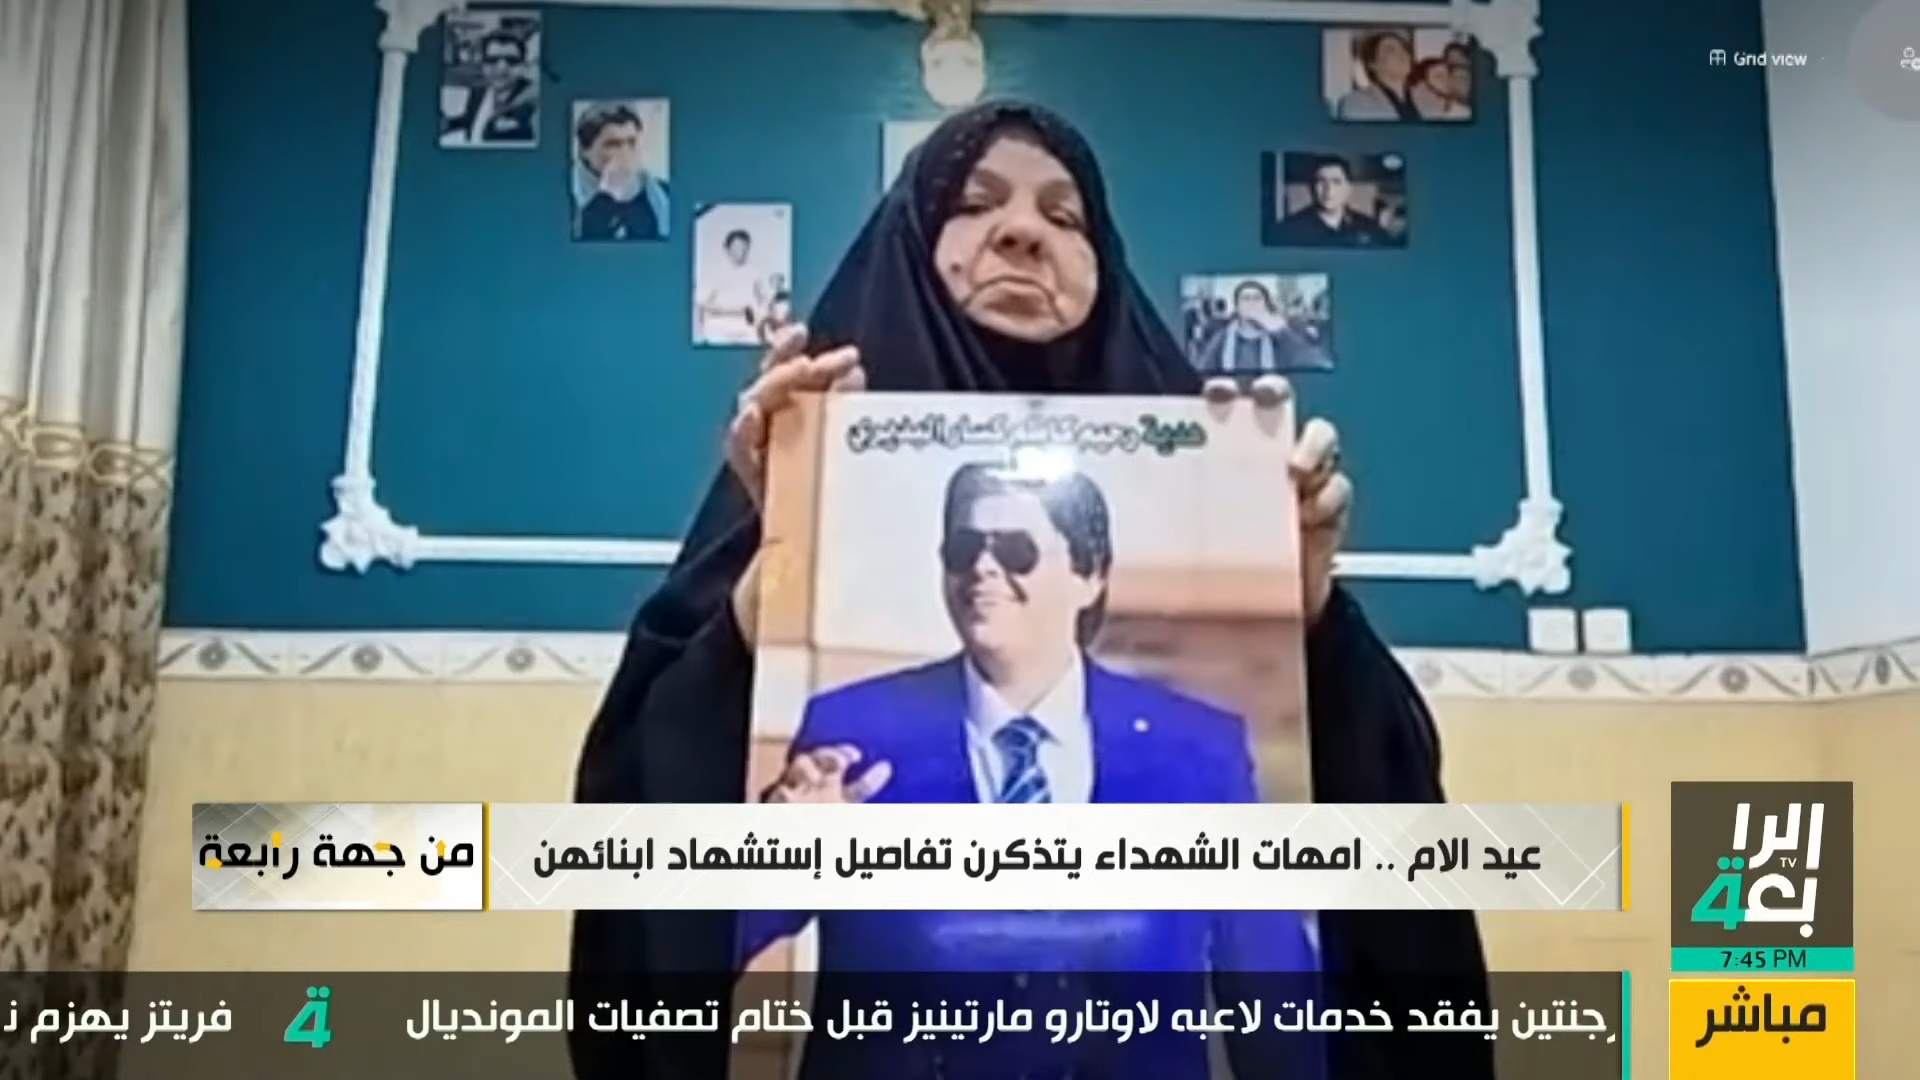 Grid view
عيد الام .. امهات الشهداء يتذكرن تفاصيل إستشهاد ابنائهن
من جهة رابعة
الرابعة
TV
7:45 PM
مباشر
رجنتين يفقد خدمات لاعبه لاوتارو مارتينيز قبل ختام تصفيات المونديال
فريتز يهزم